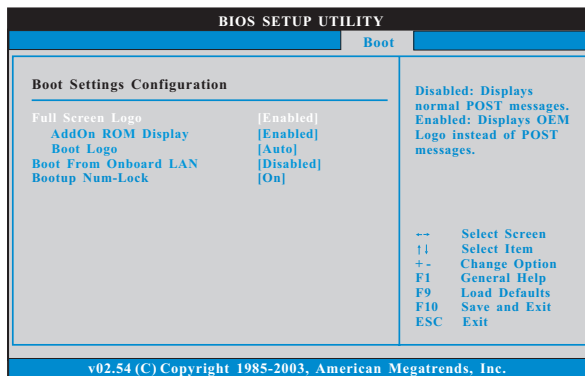 BIOS SETUP UTILITY
Boot
Boot Settings Configuration
Full Screen Logo [Enabled]
AddOn ROM Display [Enabled]
Boot Logo [Auto]
Boot From Onboard LAN [Disabled]
Bootup Num-Lock [On]
Disabled: Displays
normal POST messages.
Enabled: Displays OEM
Logo instead of POST
messages.
←→ Select Screen
↑↓ Select Item
+ - Change Option
F1 General Help
F9 Load Defaults
F10 Save and Exit
ESC Exit
v02.54 (C) Copyright 1985-2003, American Megatrends, Inc.